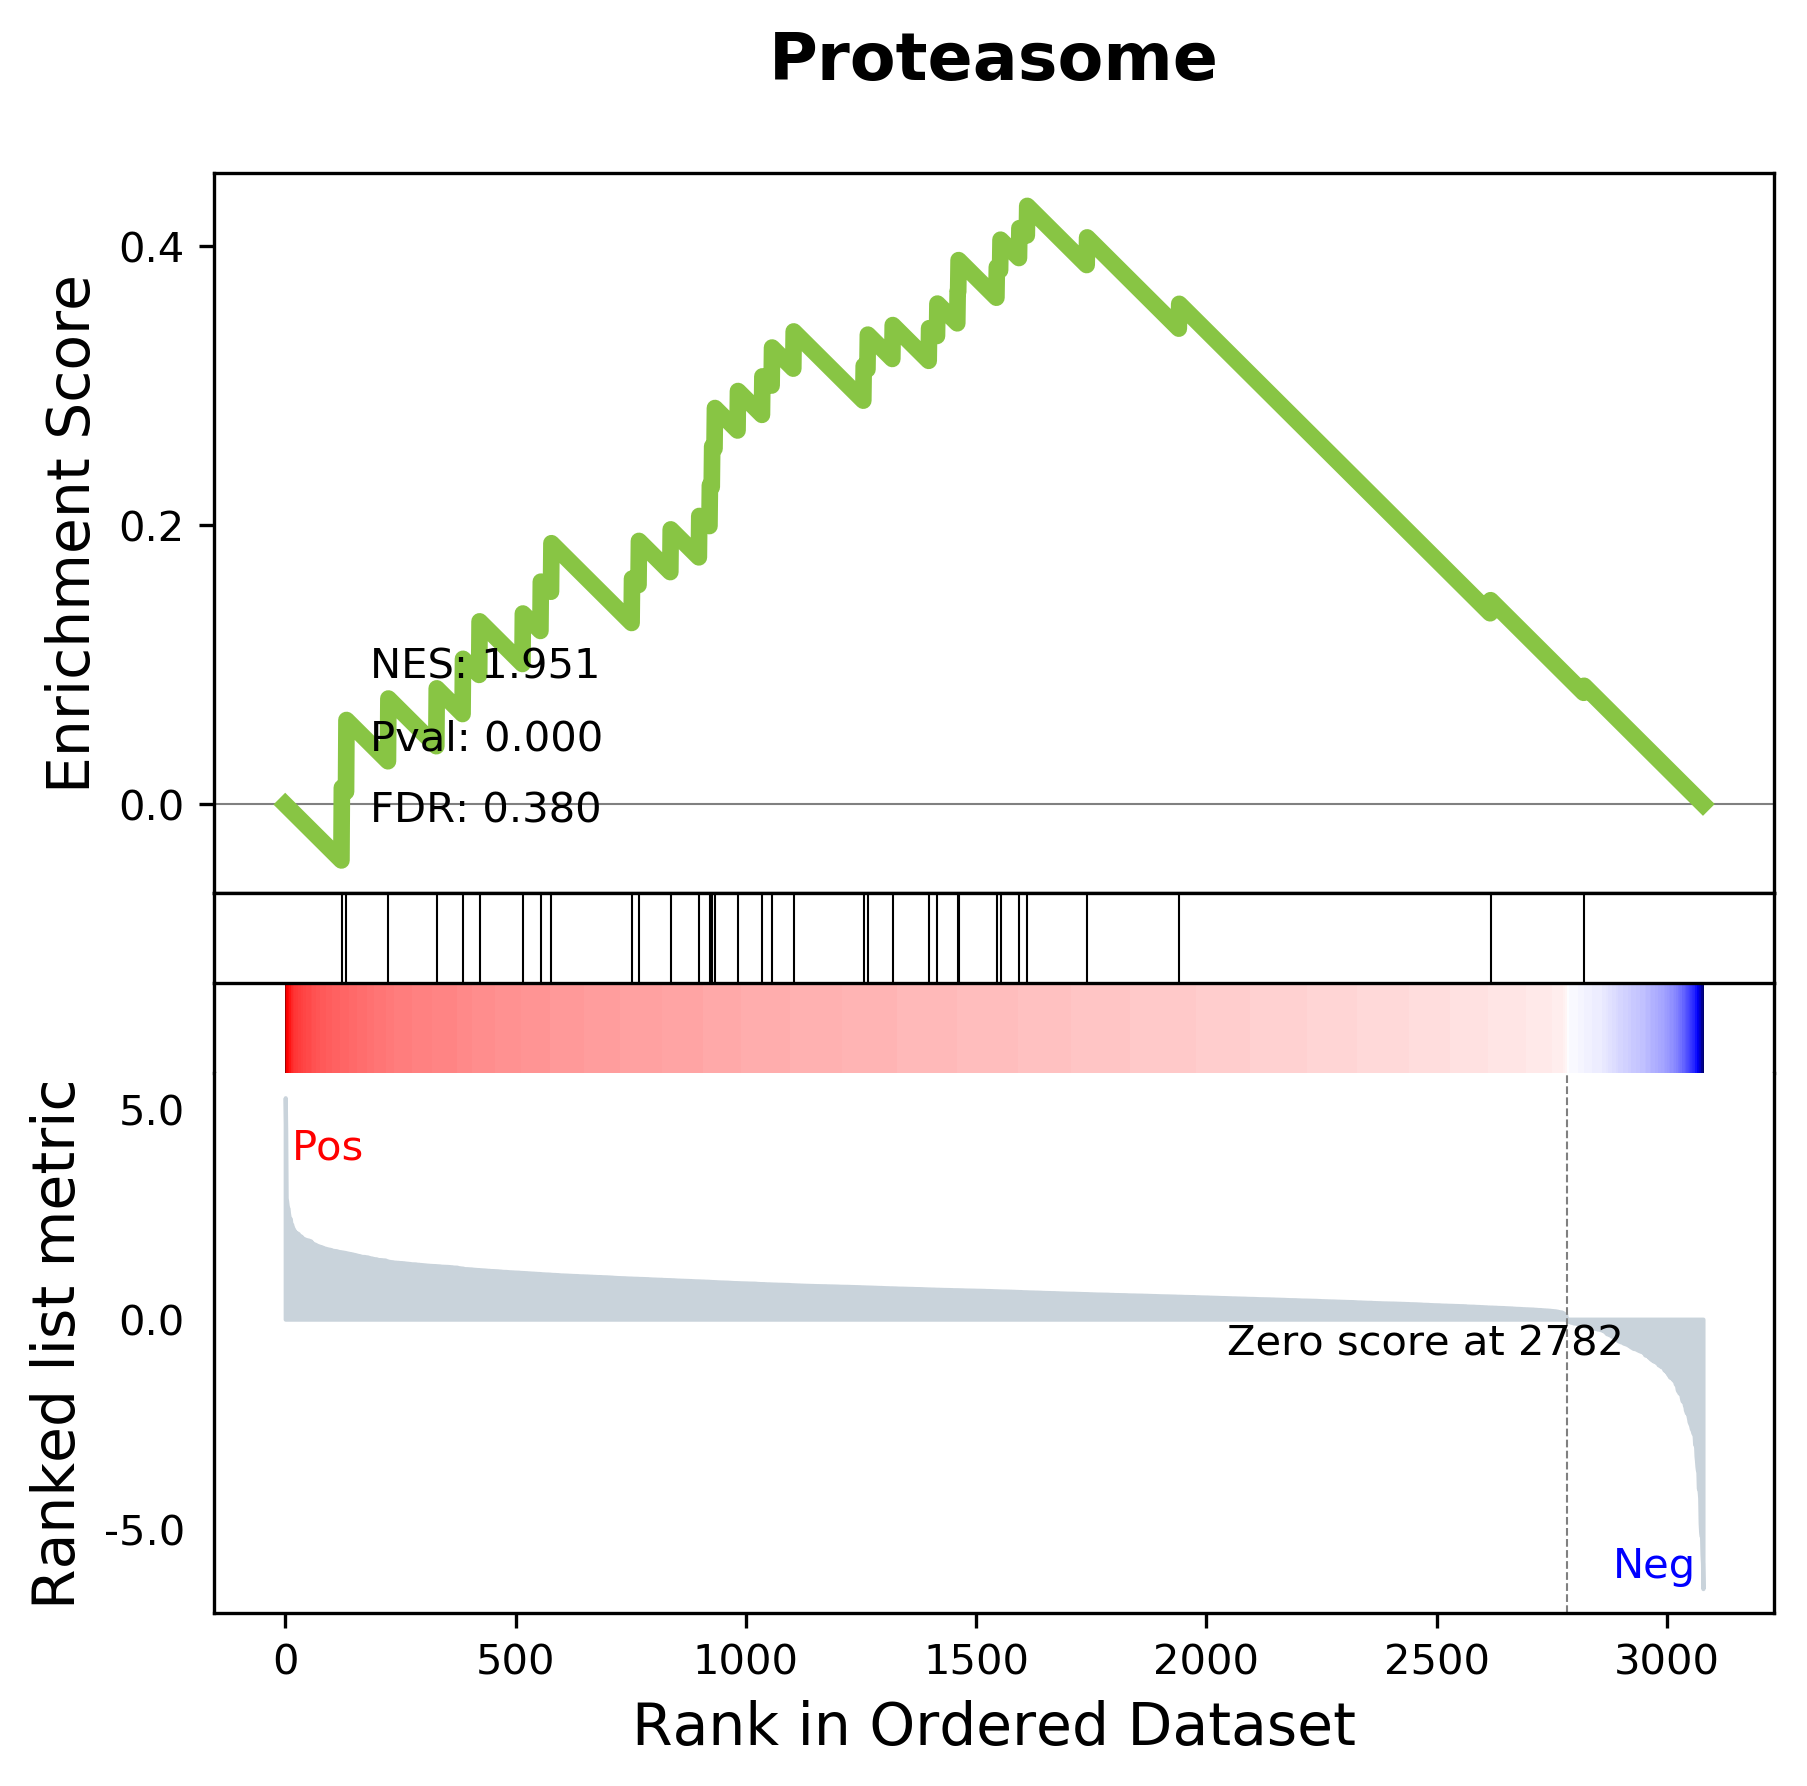 Proteasome
Enrichment Score
0.4
0.2
0.0
NES: 1.951
Pval: 0.000
FDR: 0.380
Ranked list metric
5.0
0.0
-5.0
Pos
Zero score at 2782
Neg
0 500 1000 1500 2000 2500 3000
Rank in Ordered Dataset